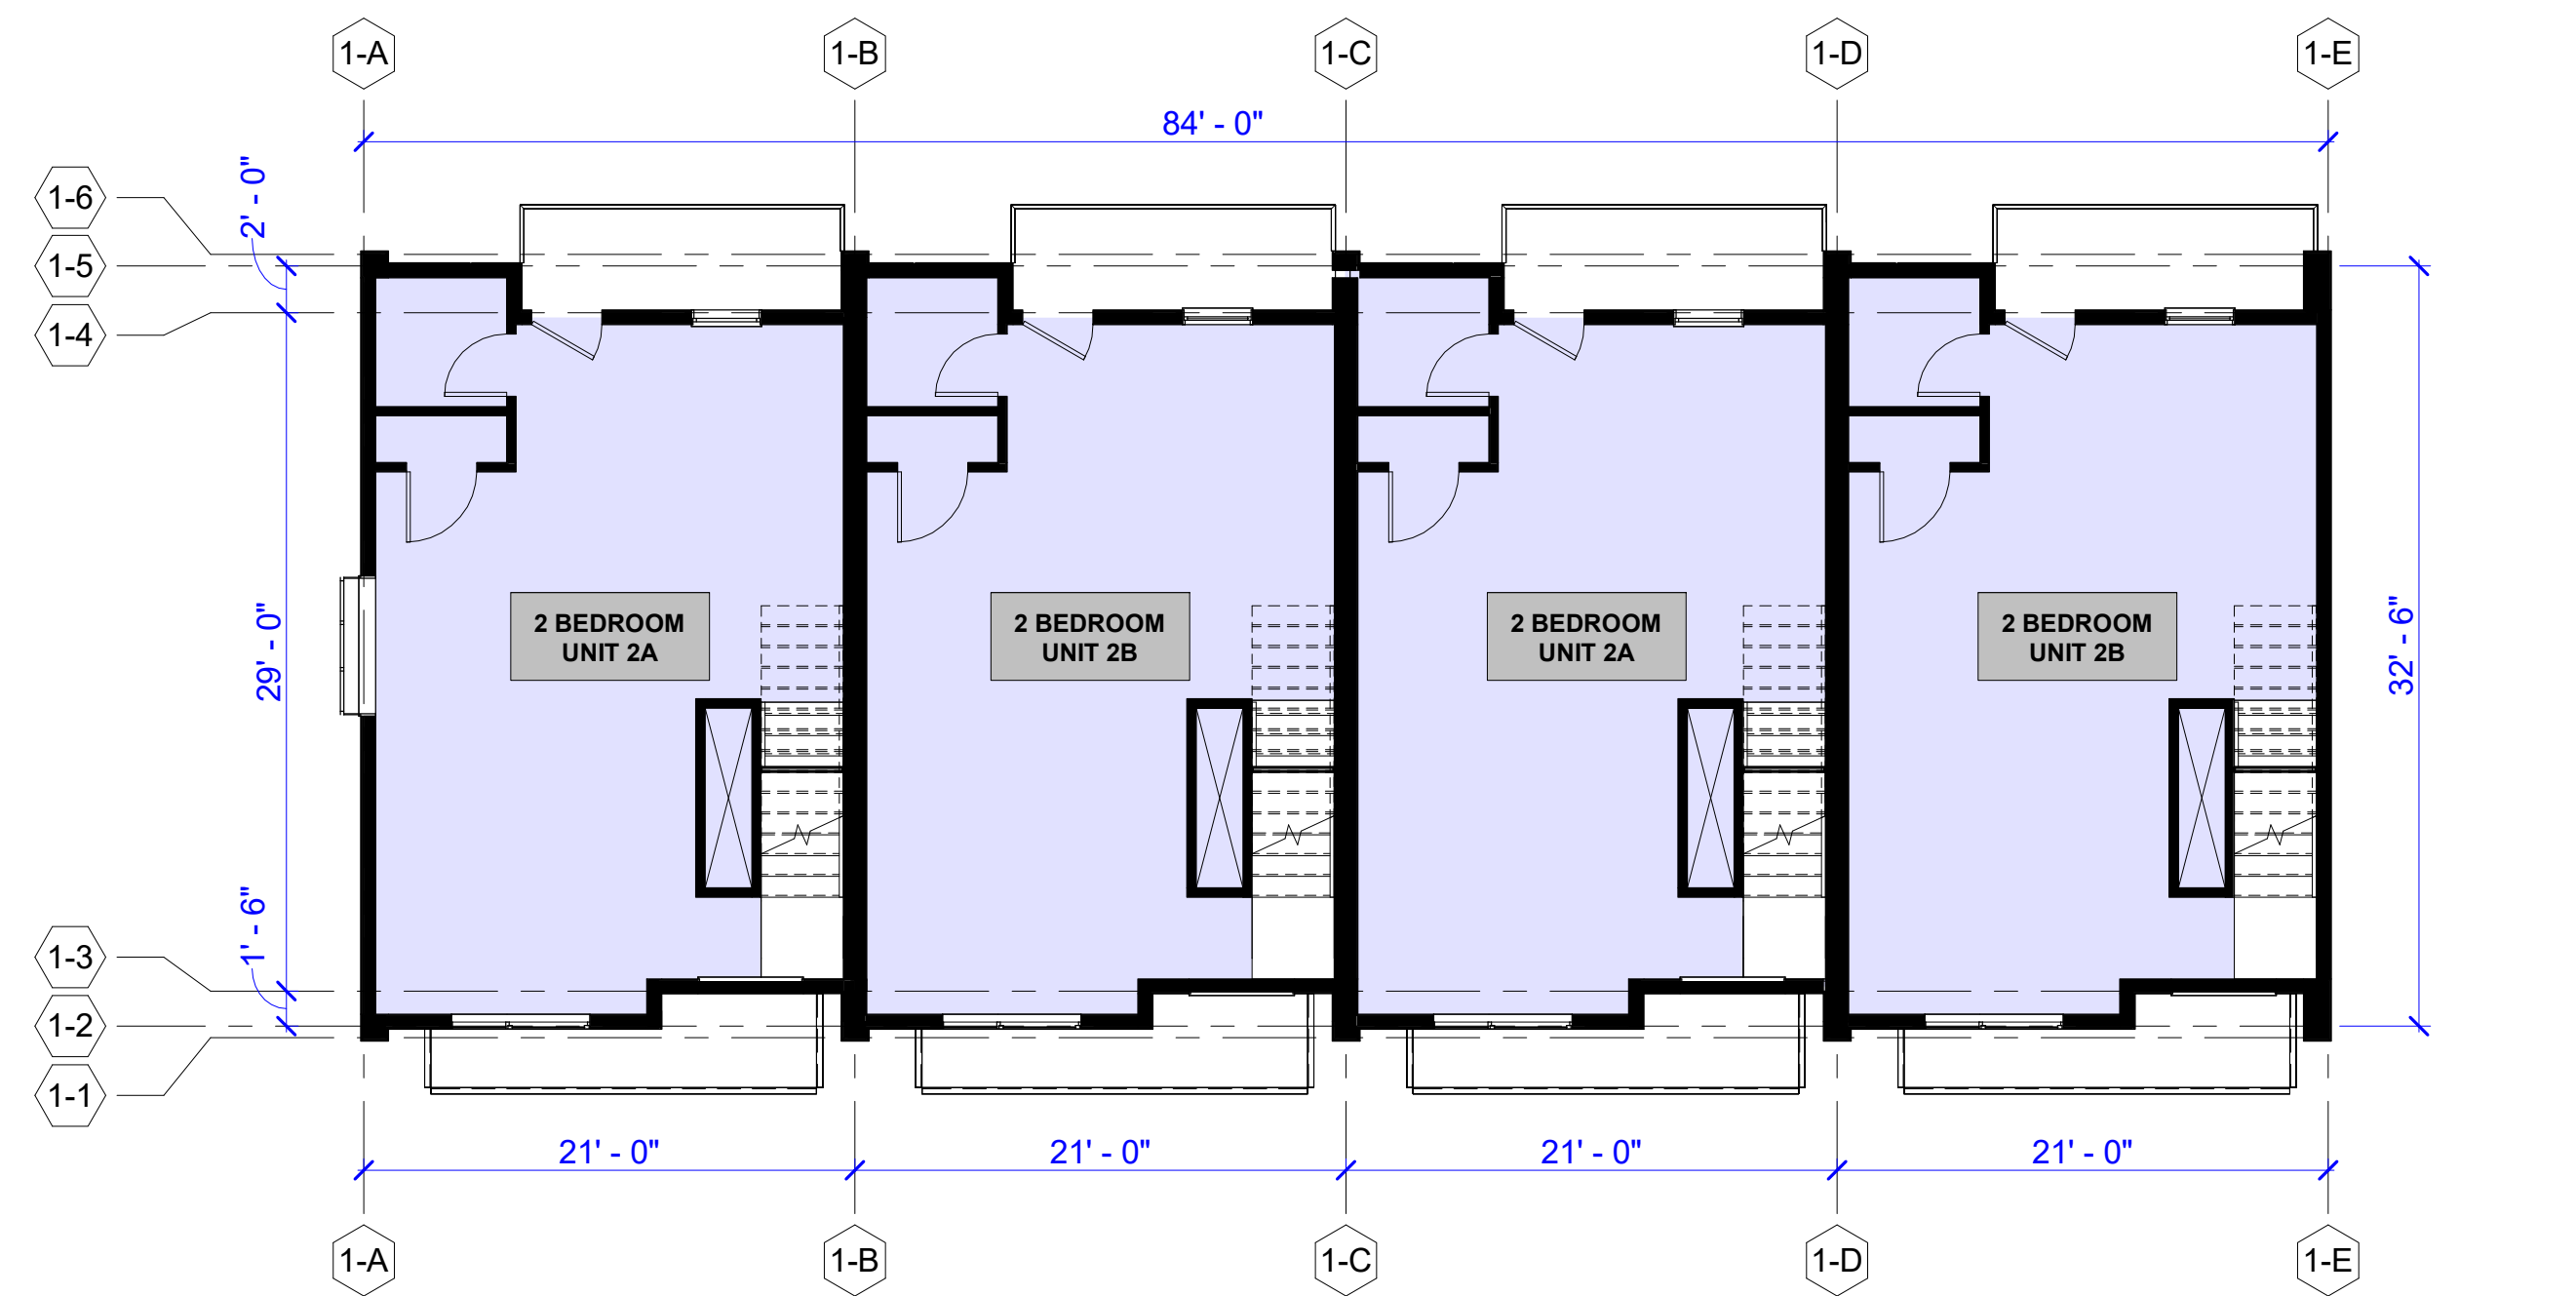 1-A
1-B
1-C
1-D
1-E
84' - 0"
1-6
1-5
1-4
2' - 0"
29' - 0"
1' - 6"
32' - 6"
2 BEDROOM
UNIT 2A
2 BEDROOM
UNIT 2B
2 BEDROOM
UNIT 2A
2 BEDROOM
UNIT 2B
1-3
1-2
1-1
21' - 0"
21' - 0"
21' - 0"
21' - 0"
1-A
1-B
1-C
1-D
1-E